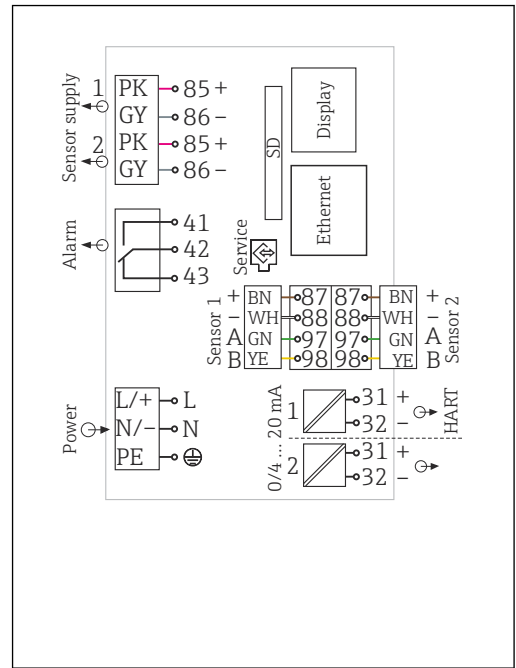 Sensor supply
1 PK 85 +
GY 86 –
2 PK 85 +
GY 86 –
Display
SD
Ethernet
Alarm
41
42
43
Service
Sensor 1
+ BN 87 87 BN +
– WH 88 88 WH –
A GN 97 97 GN A
B YE 98 98 YE B
Sensor 2
Power
L/+ L
N/– N
PE
0/4 ... 20 mA
1 31 +
32 –
HART
2 31 +
32 –